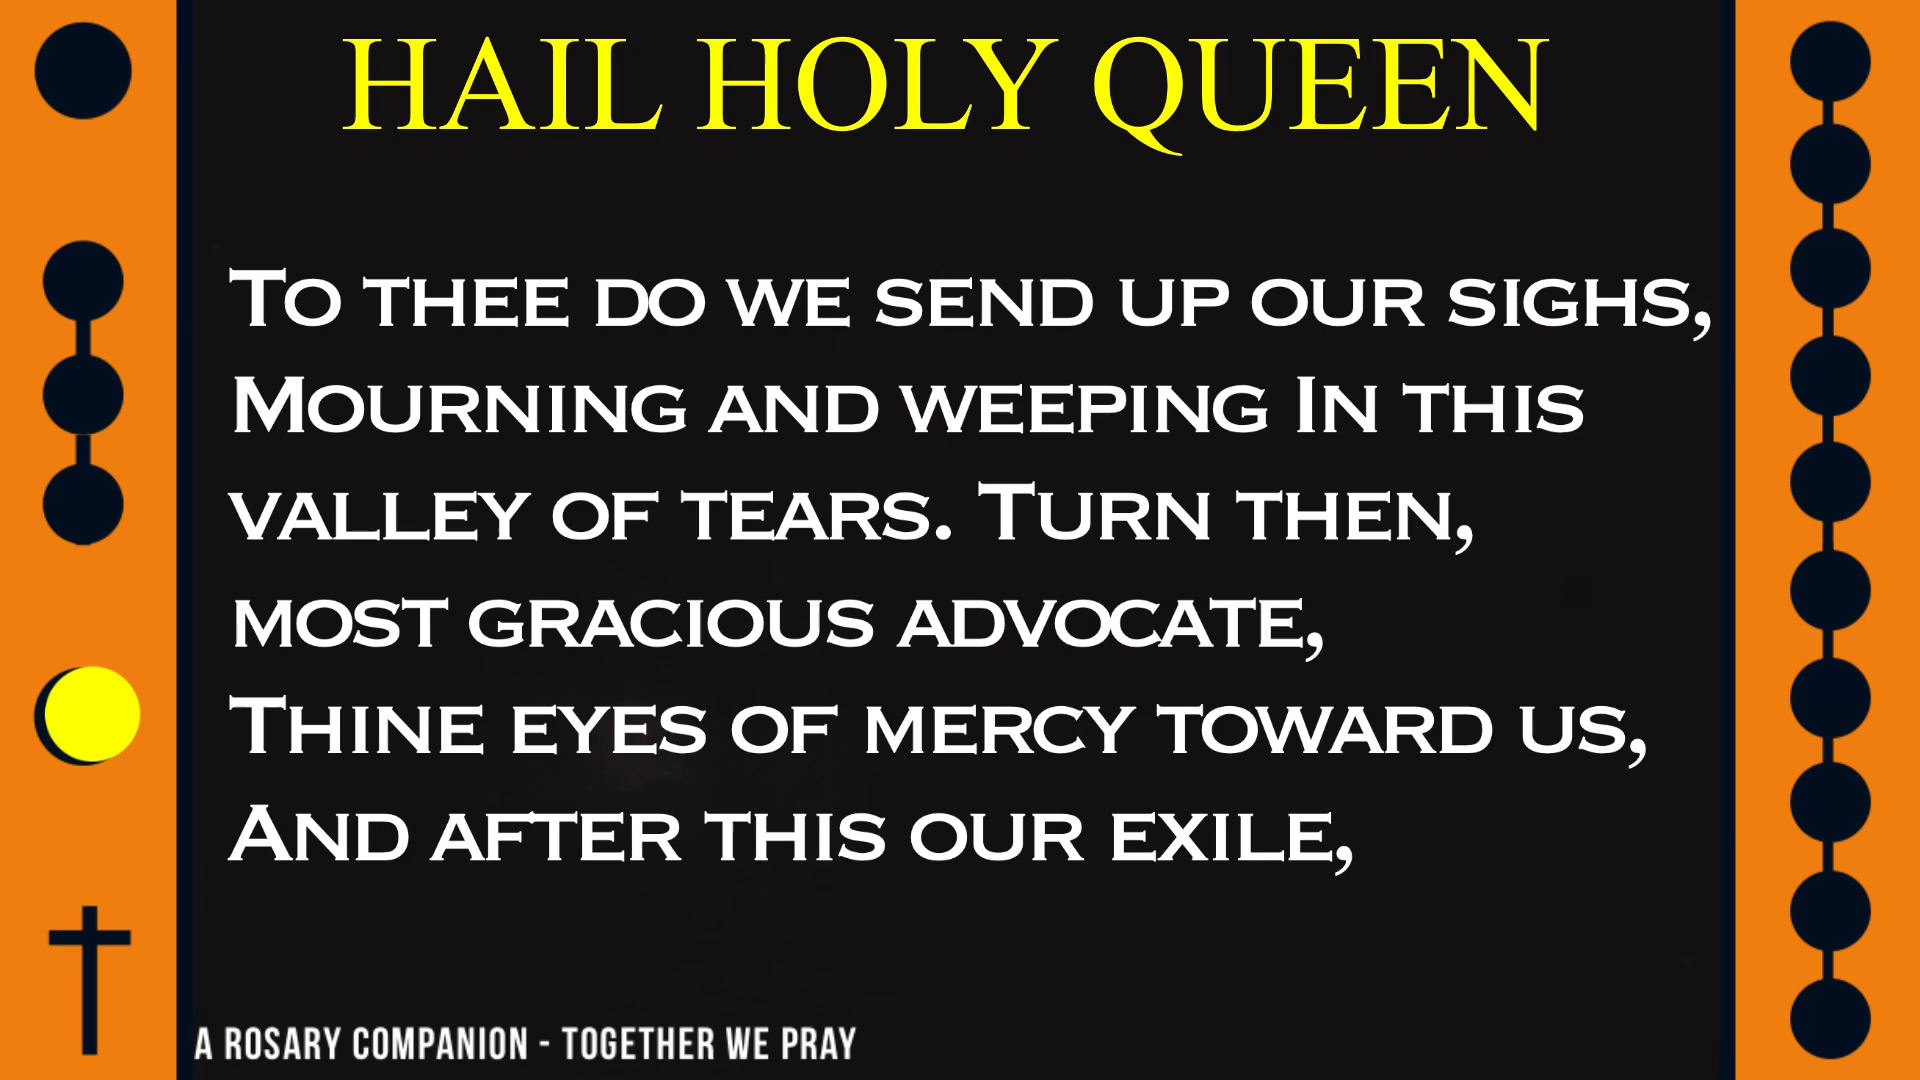 HAIL HOLY QUEEN
To thee do we send up our sighs,
Mourning and weeping In this
valley of tears. Turn then,
most gracious advocate,
Thine eyes of mercy toward us,
And after this our exile,
A ROSARY COMPANION - TOGETHER WE PRAY